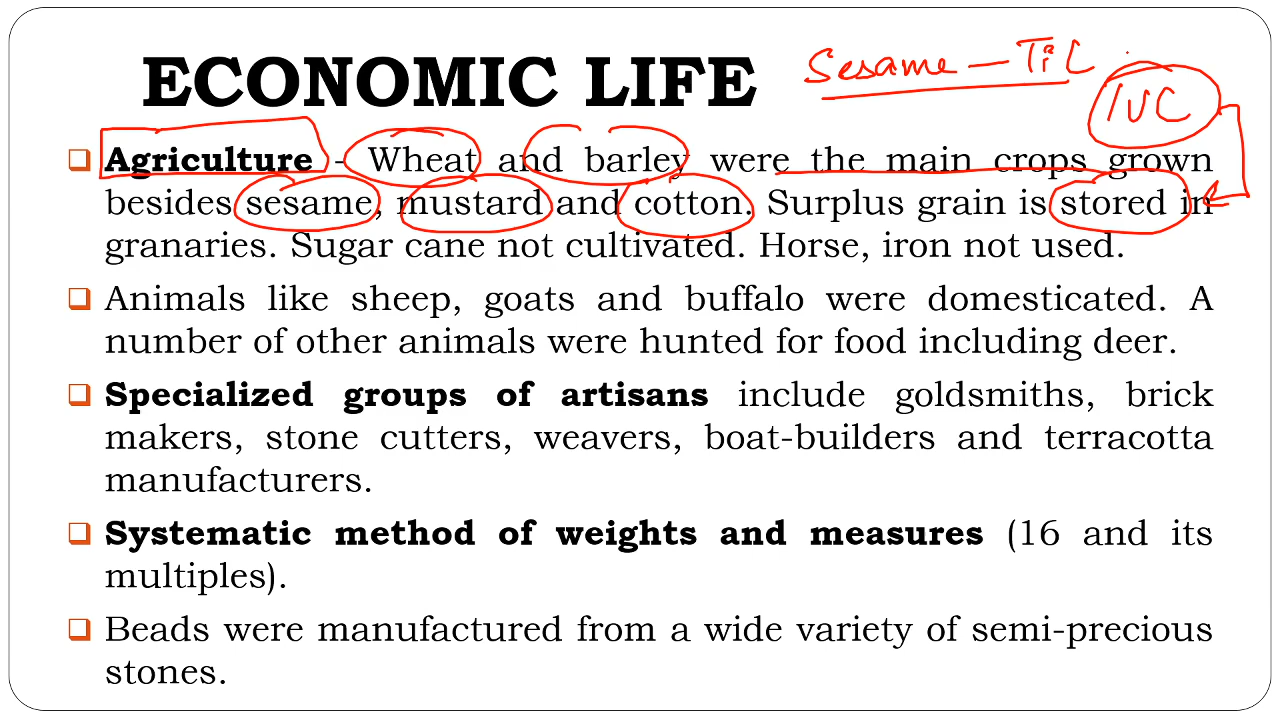 ECONOMIC LIFE
Sesame – Til
IVC
❑ Agriculture - Wheat and barley were the main crops grown
besides sesame, mustard and cotton. Surplus grain is stored in
granaries. Sugar cane not cultivated. Horse, iron not used.
❑ Animals like sheep, goats and buffalo were domesticated. A
number of other animals were hunted for food including deer.
❑ Specialized groups of artisans include goldsmiths, brick
makers, stone cutters, weavers, boat-builders and terracotta
manufacturers.
❑ Systematic method of weights and measures (16 and its
multiples).
❑ Beads were manufactured from a wide variety of semi-precious
stones.